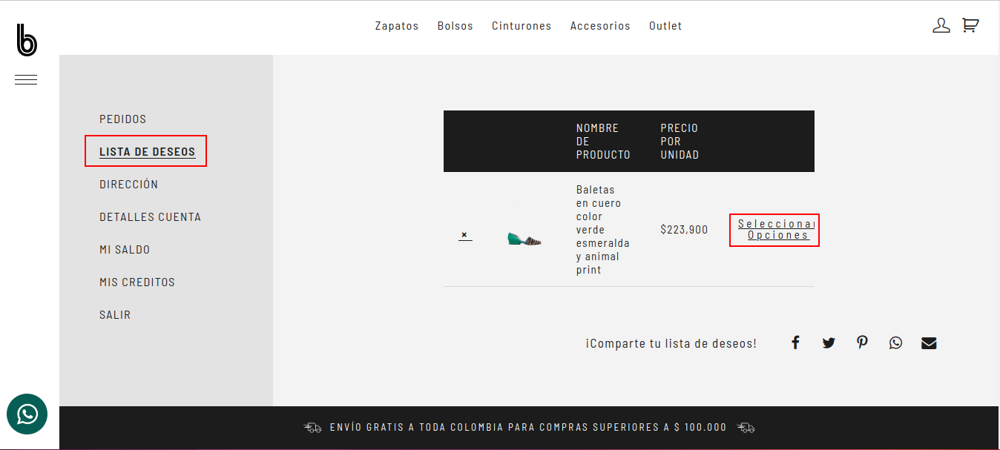 b
Zapatos Bolsos Cinturones Accesorios Outlet
PEDIDOS
LISTA DE DESEOS
DIRECCIÓN
DETALLES CUENTA
MI SALDO
MIS CREDITOS
SALIR
NOMBRE
DE
PRODUCTO
PRECIO
POR
UNIDAD
×
Baletas
en cuero
color
verde
esmeralda
y animal
print
$223,900
Seleccionar
Opciones
¡Comparte tu lista de deseos!
ENVÍO GRATIS A TODA COLOMBIA PARA COMPRAS SUPERIORES A $ 100.000